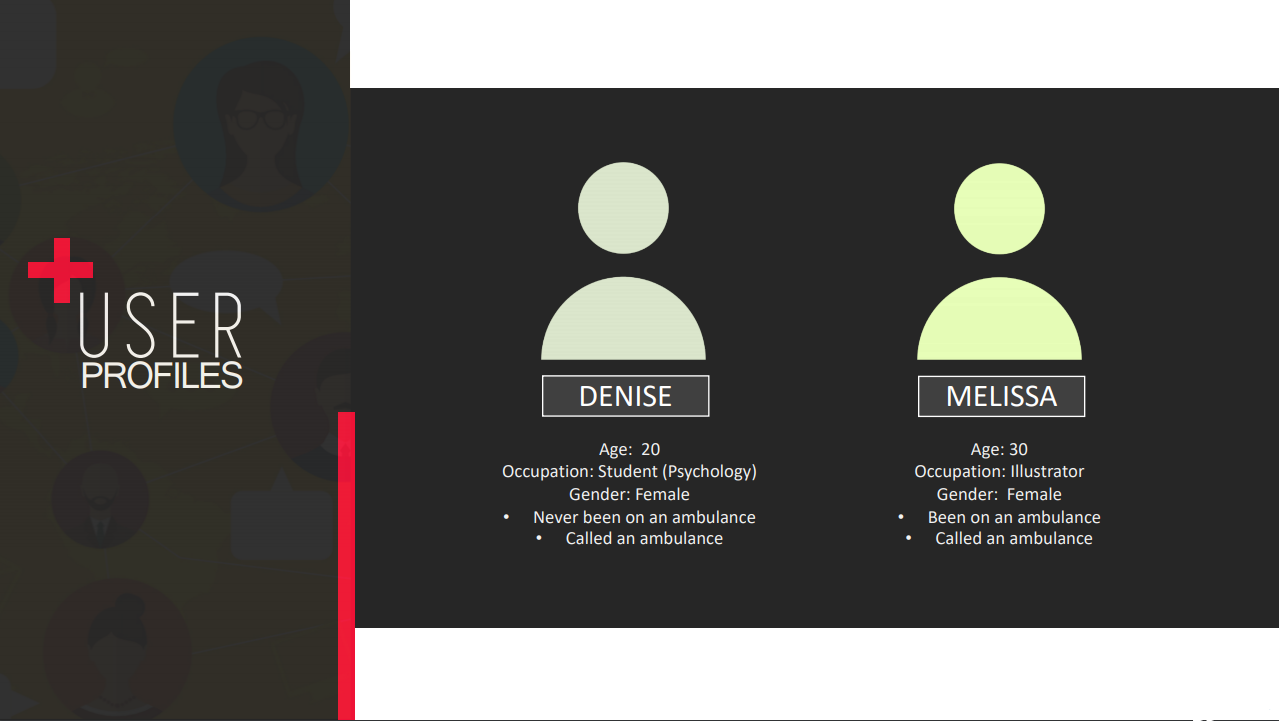 USER
PROFILES
DENISE
Age: 20
Occupation: Student (Psychology)
Gender: Female
• Never been on an ambulance
• Called an ambulance
MELISSA
Age: 30
Occupation: Illustrator
Gender: Female
• Been on an ambulance
• Called an ambulance